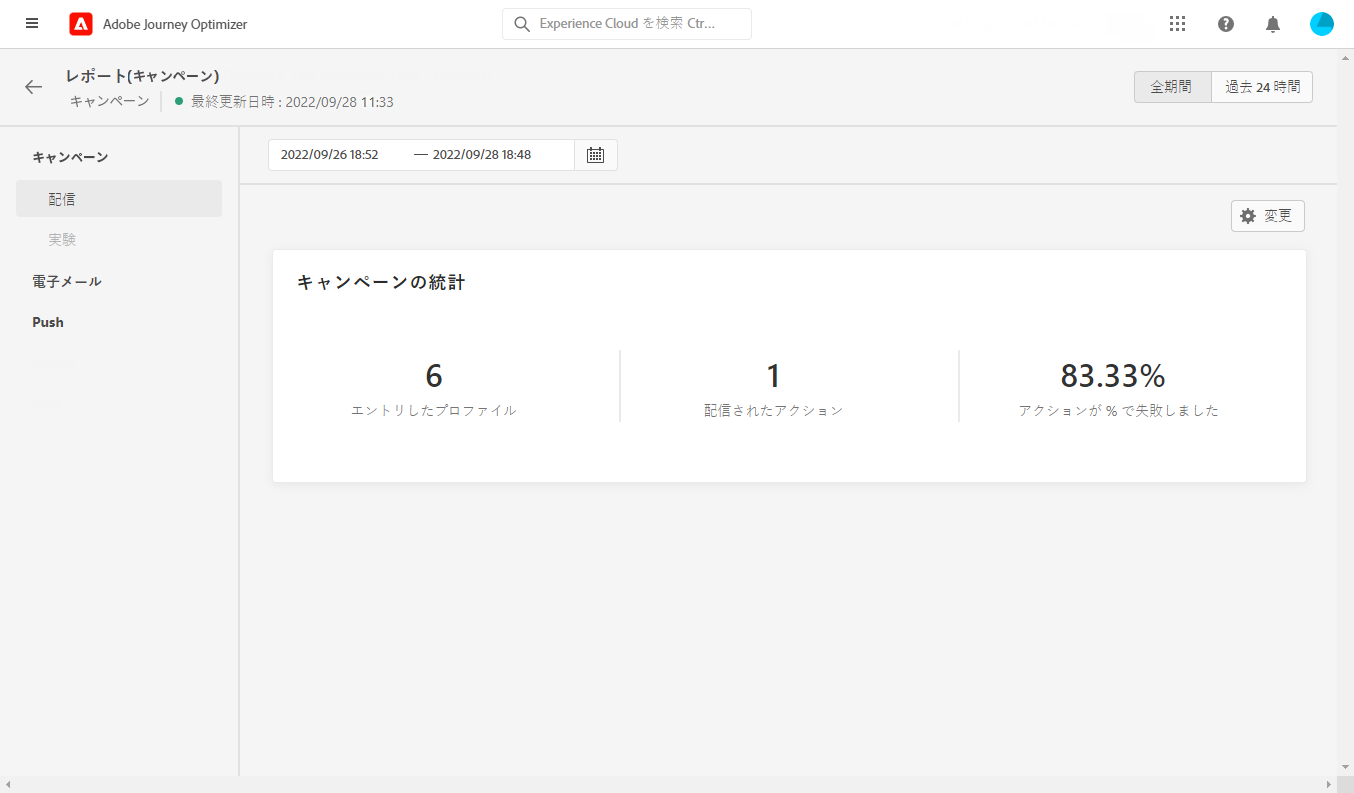 Adobe Journey Optimizer
Experience Cloud を検索 Ctr...
レポート(キャンペーン)
キャンペーン
最終更新日時 : 2022/09/28 11:33
全期間
過去 24 時間
キャンペーン
配信
実験
電子メール
Push
2022/09/26 18:52 — 2022/09/28 18:48
変更
キャンペーンの統計
6
エントリしたプロファイル
1
配信されたアクション
83.33%
アクションが % で失敗しました